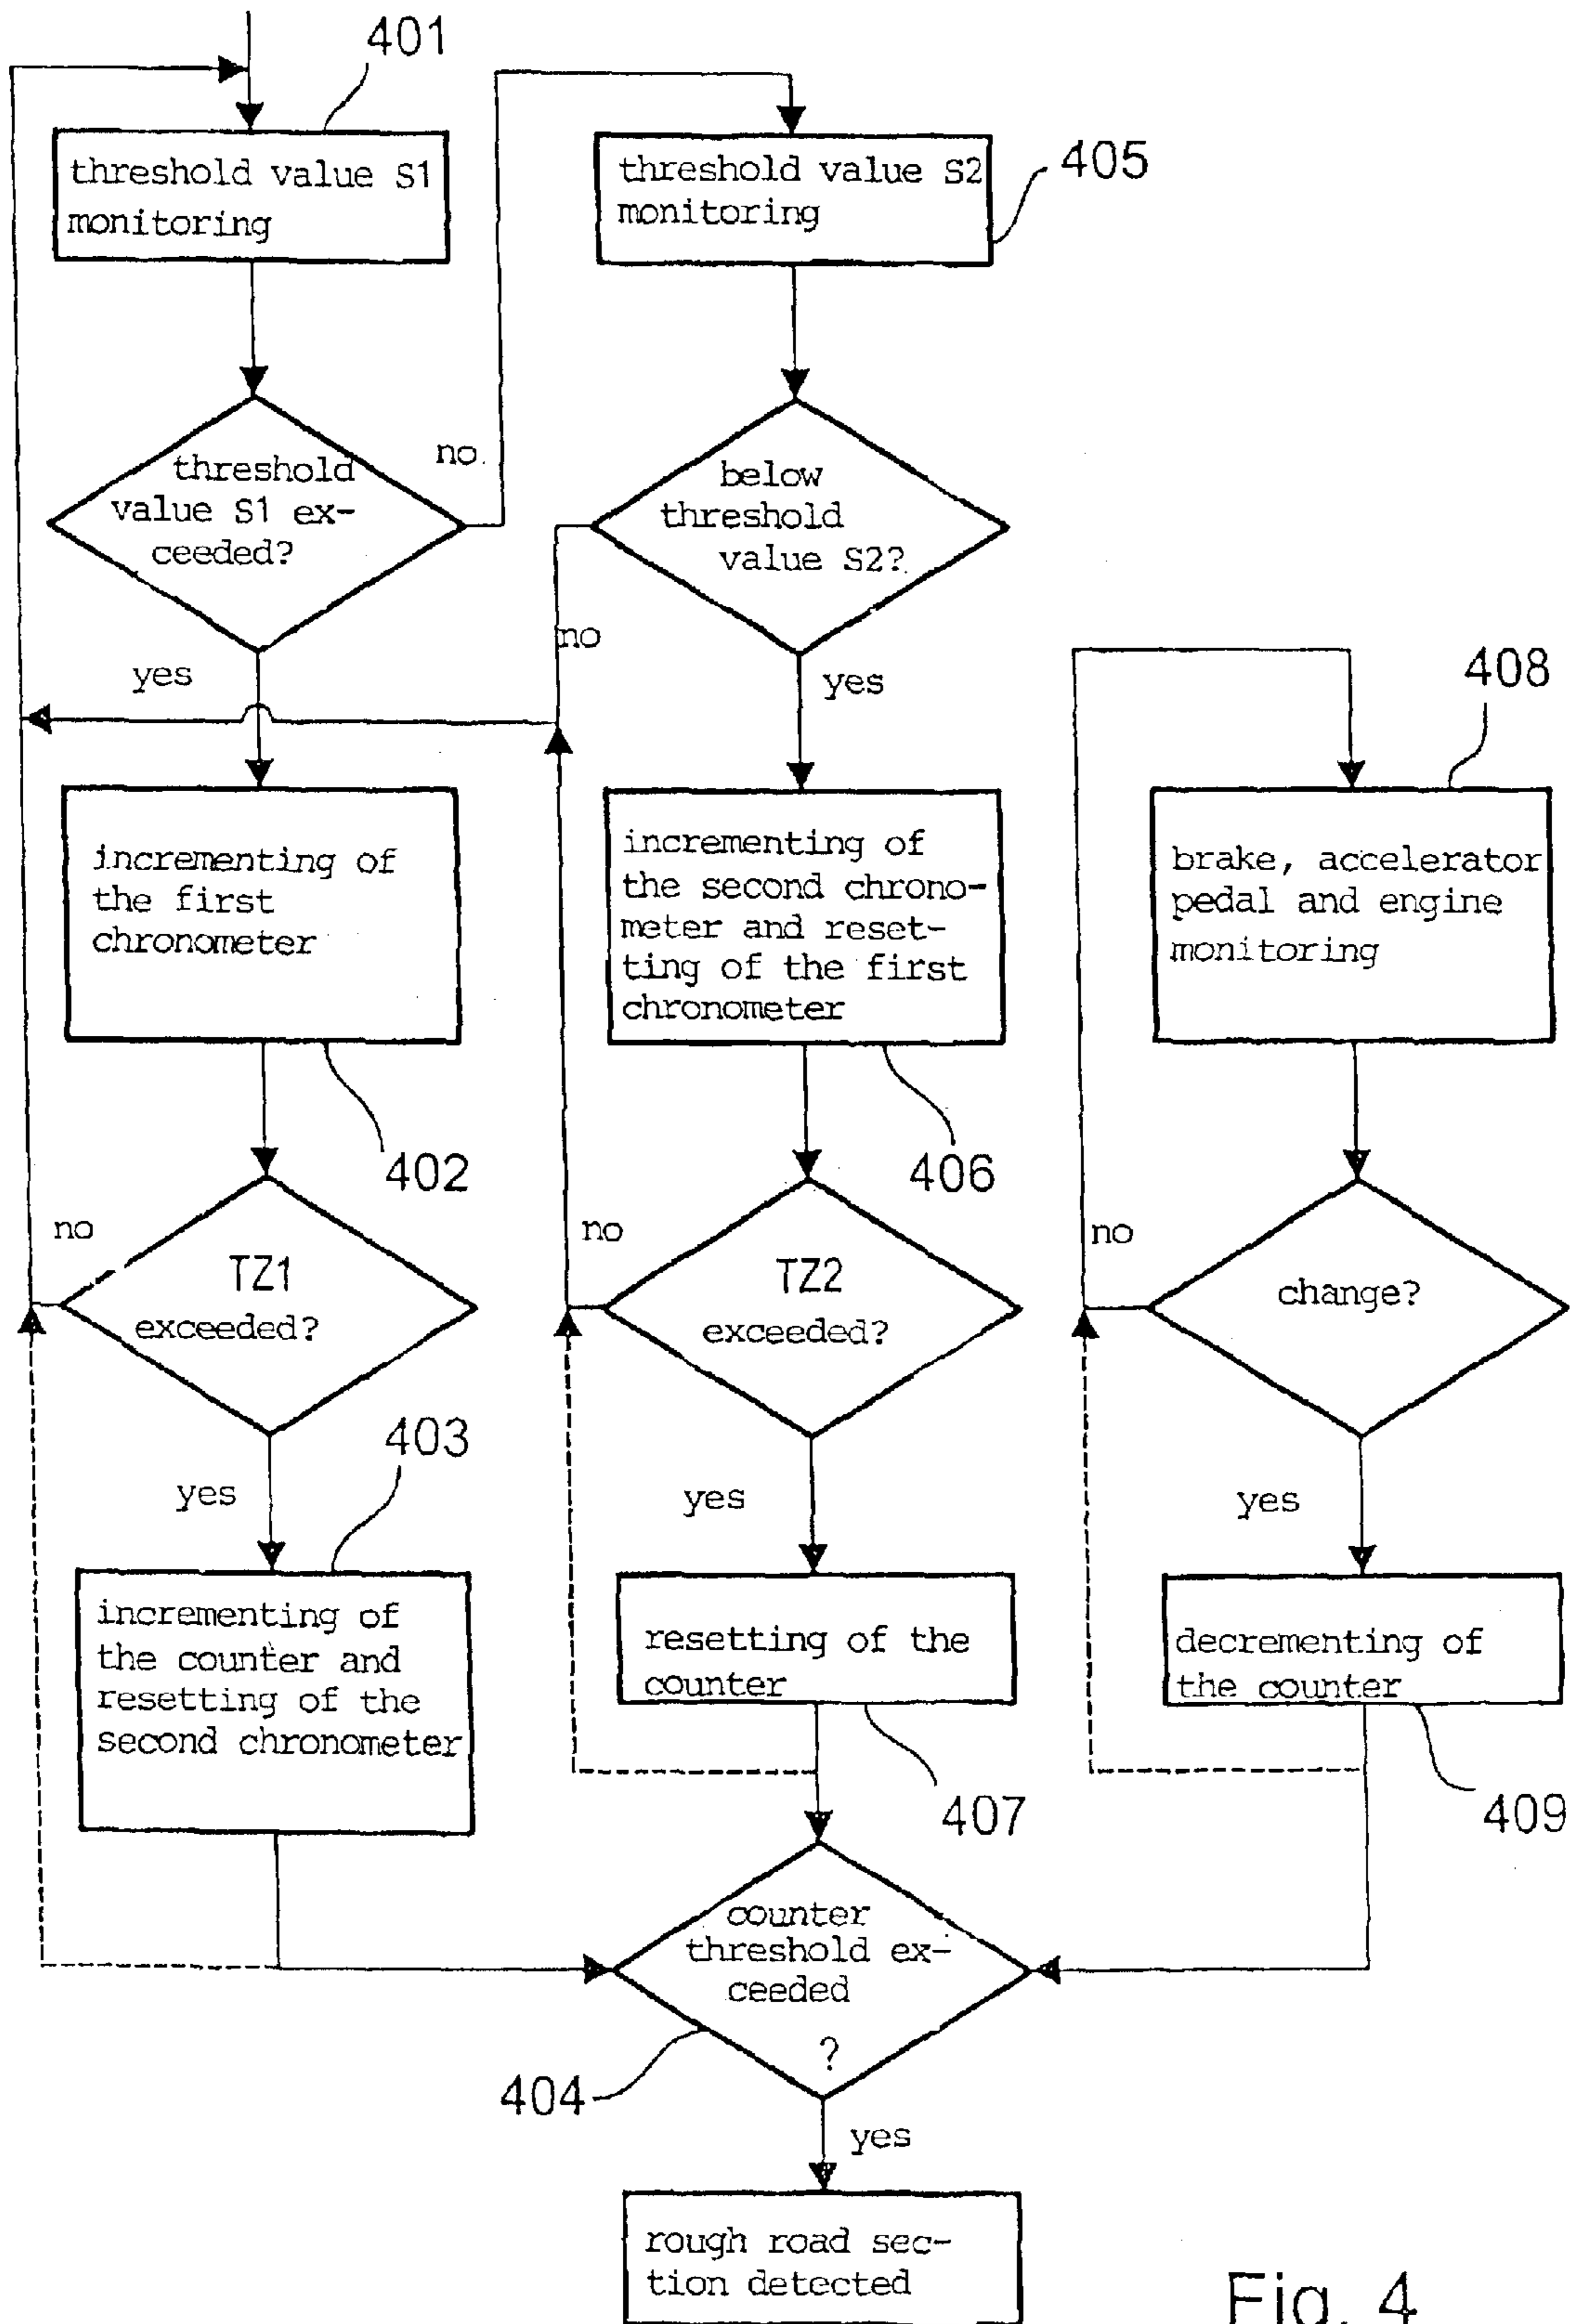 401
threshold value S1
monitoring
threshold value S2
monitoring
405
threshold
value S1 ex-
ceeded?
no
below
threshold
value S2?
no
yes
yes
408
incrementing of
the first
chronometer
incrementing of
the second chrono-
meter and reset-
ting of the first
chronometer
brake, accelerator
pedal and engine
monitoring
402
406
no
TZ1
exceeded?
no
TZ2
exceeded?
no
change?
403
yes
yes
yes
incrementing of
the counter and
resetting of the
second chronometer
resetting of the
counter
decrementing of
the counter
407
409
counter
threshold ex-
ceeded
?
404
yes
rough road sec-
tion detected
Fig. 4